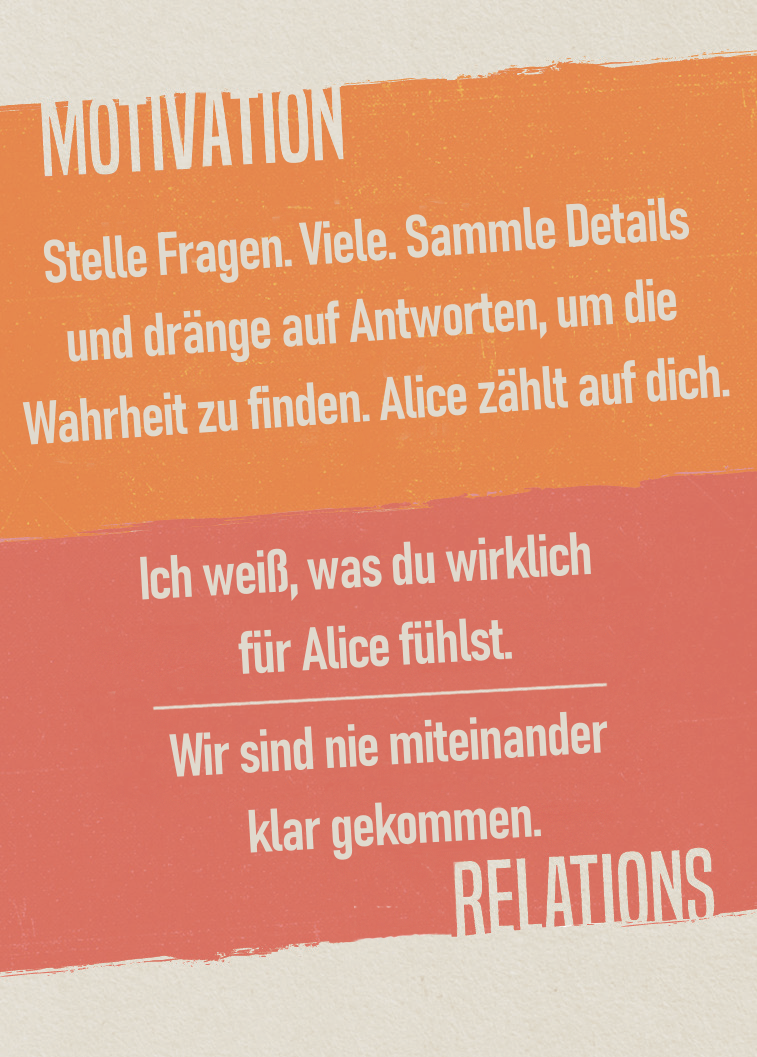 MOTIVATION
Stelle Fragen. Viele. Sammle Details
und dränge auf Antworten, um die
Wahrheit zu finden. Alice zählt auf dich.
Ich weiß, was du wirklich
für Alice fühlst.
Wir sind nie miteinander
klar gekommen.
RELATIONS